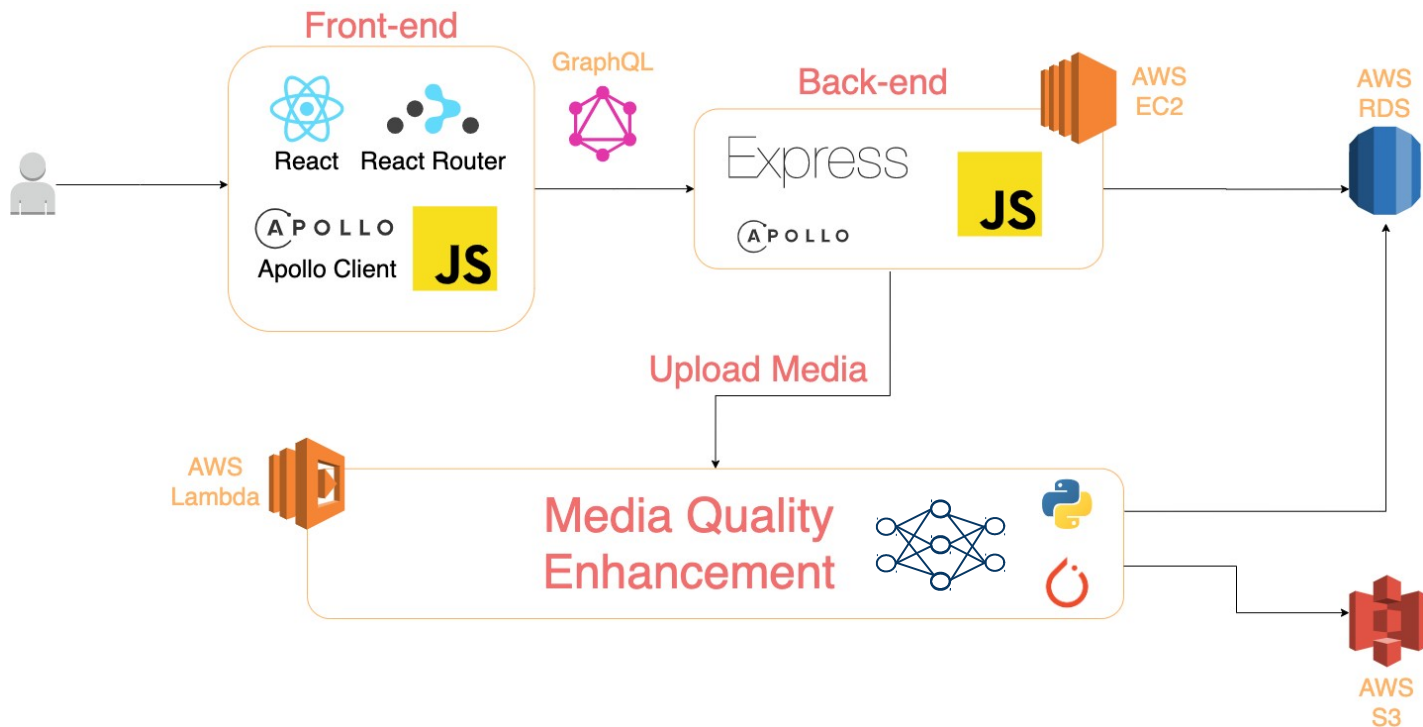 Front-end
React
React Router
APOLLO
Apollo Client
JS
GraphQL
Back-end
Express
APOLLO
JS
AWS
EC2
AWS
RDS
Upload Media
AWS
Lambda
Media Quality
Enhancement
AWS
S3